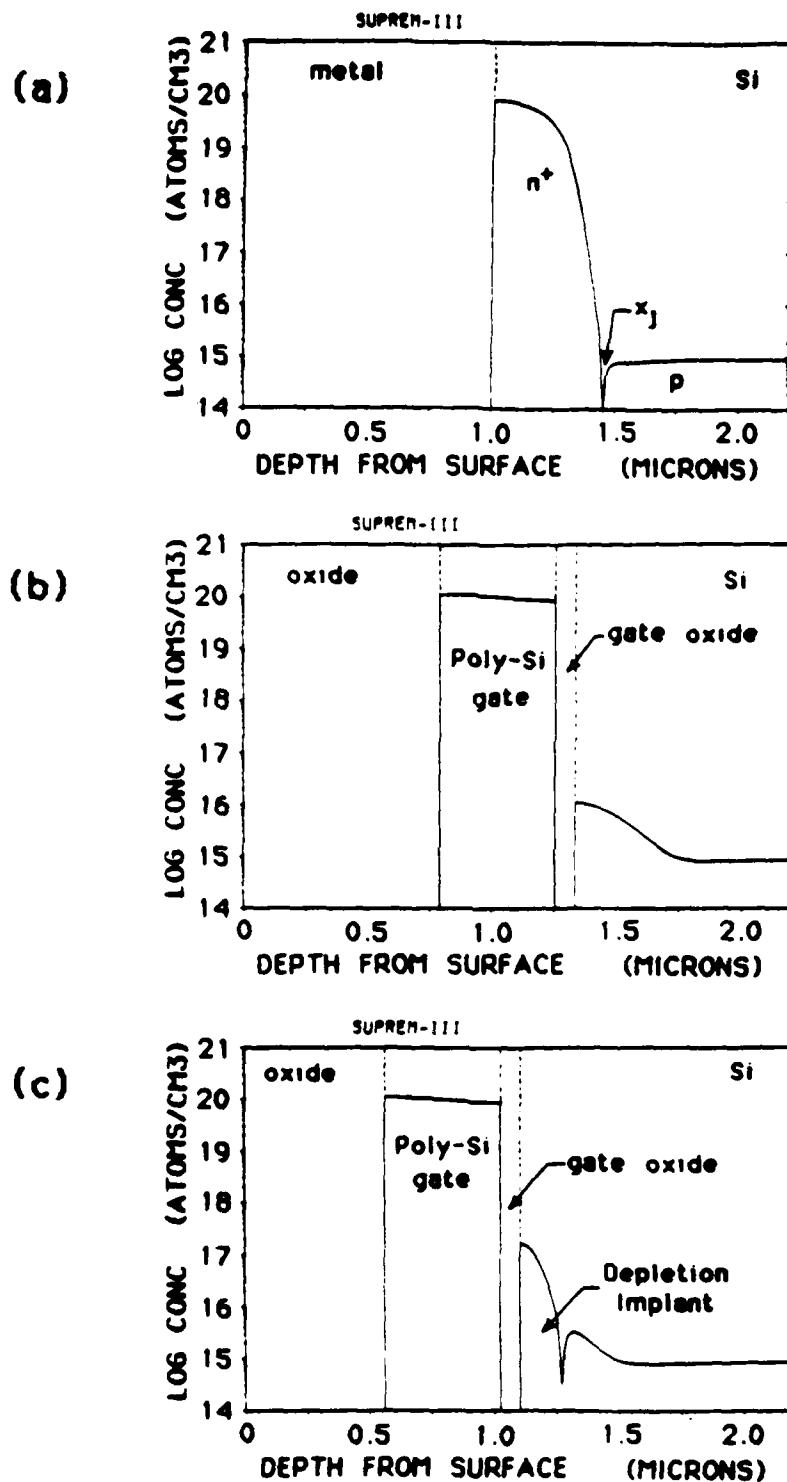 SUPREM-III
(a)
LOG CONC (ATOMS/CM3)
21
20
19
18
17
16
15
14
metal
Si
n+
xj
p
0
0.5
1.0
1.5
2.0
DEPTH FROM SURFACE (MICRONS)
SUPREM-III
(b)
LOG CONC (ATOMS/CM3)
21
20
19
18
17
16
15
14
oxide
Si
gate oxide
Poly-Si
gate
0
0.5
1.0
1.5
2.0
DEPTH FROM SURFACE (MICRONS)
SUPREM-III
(c)
LOG CONC (ATOMS/CM3)
21
20
19
18
17
16
15
14
oxide
Si
Poly-Si
gate
gate oxide
Depletion
Implant
0
0.5
1.0
1.5
2.0
DEPTH FROM SURFACE (MICRONS)